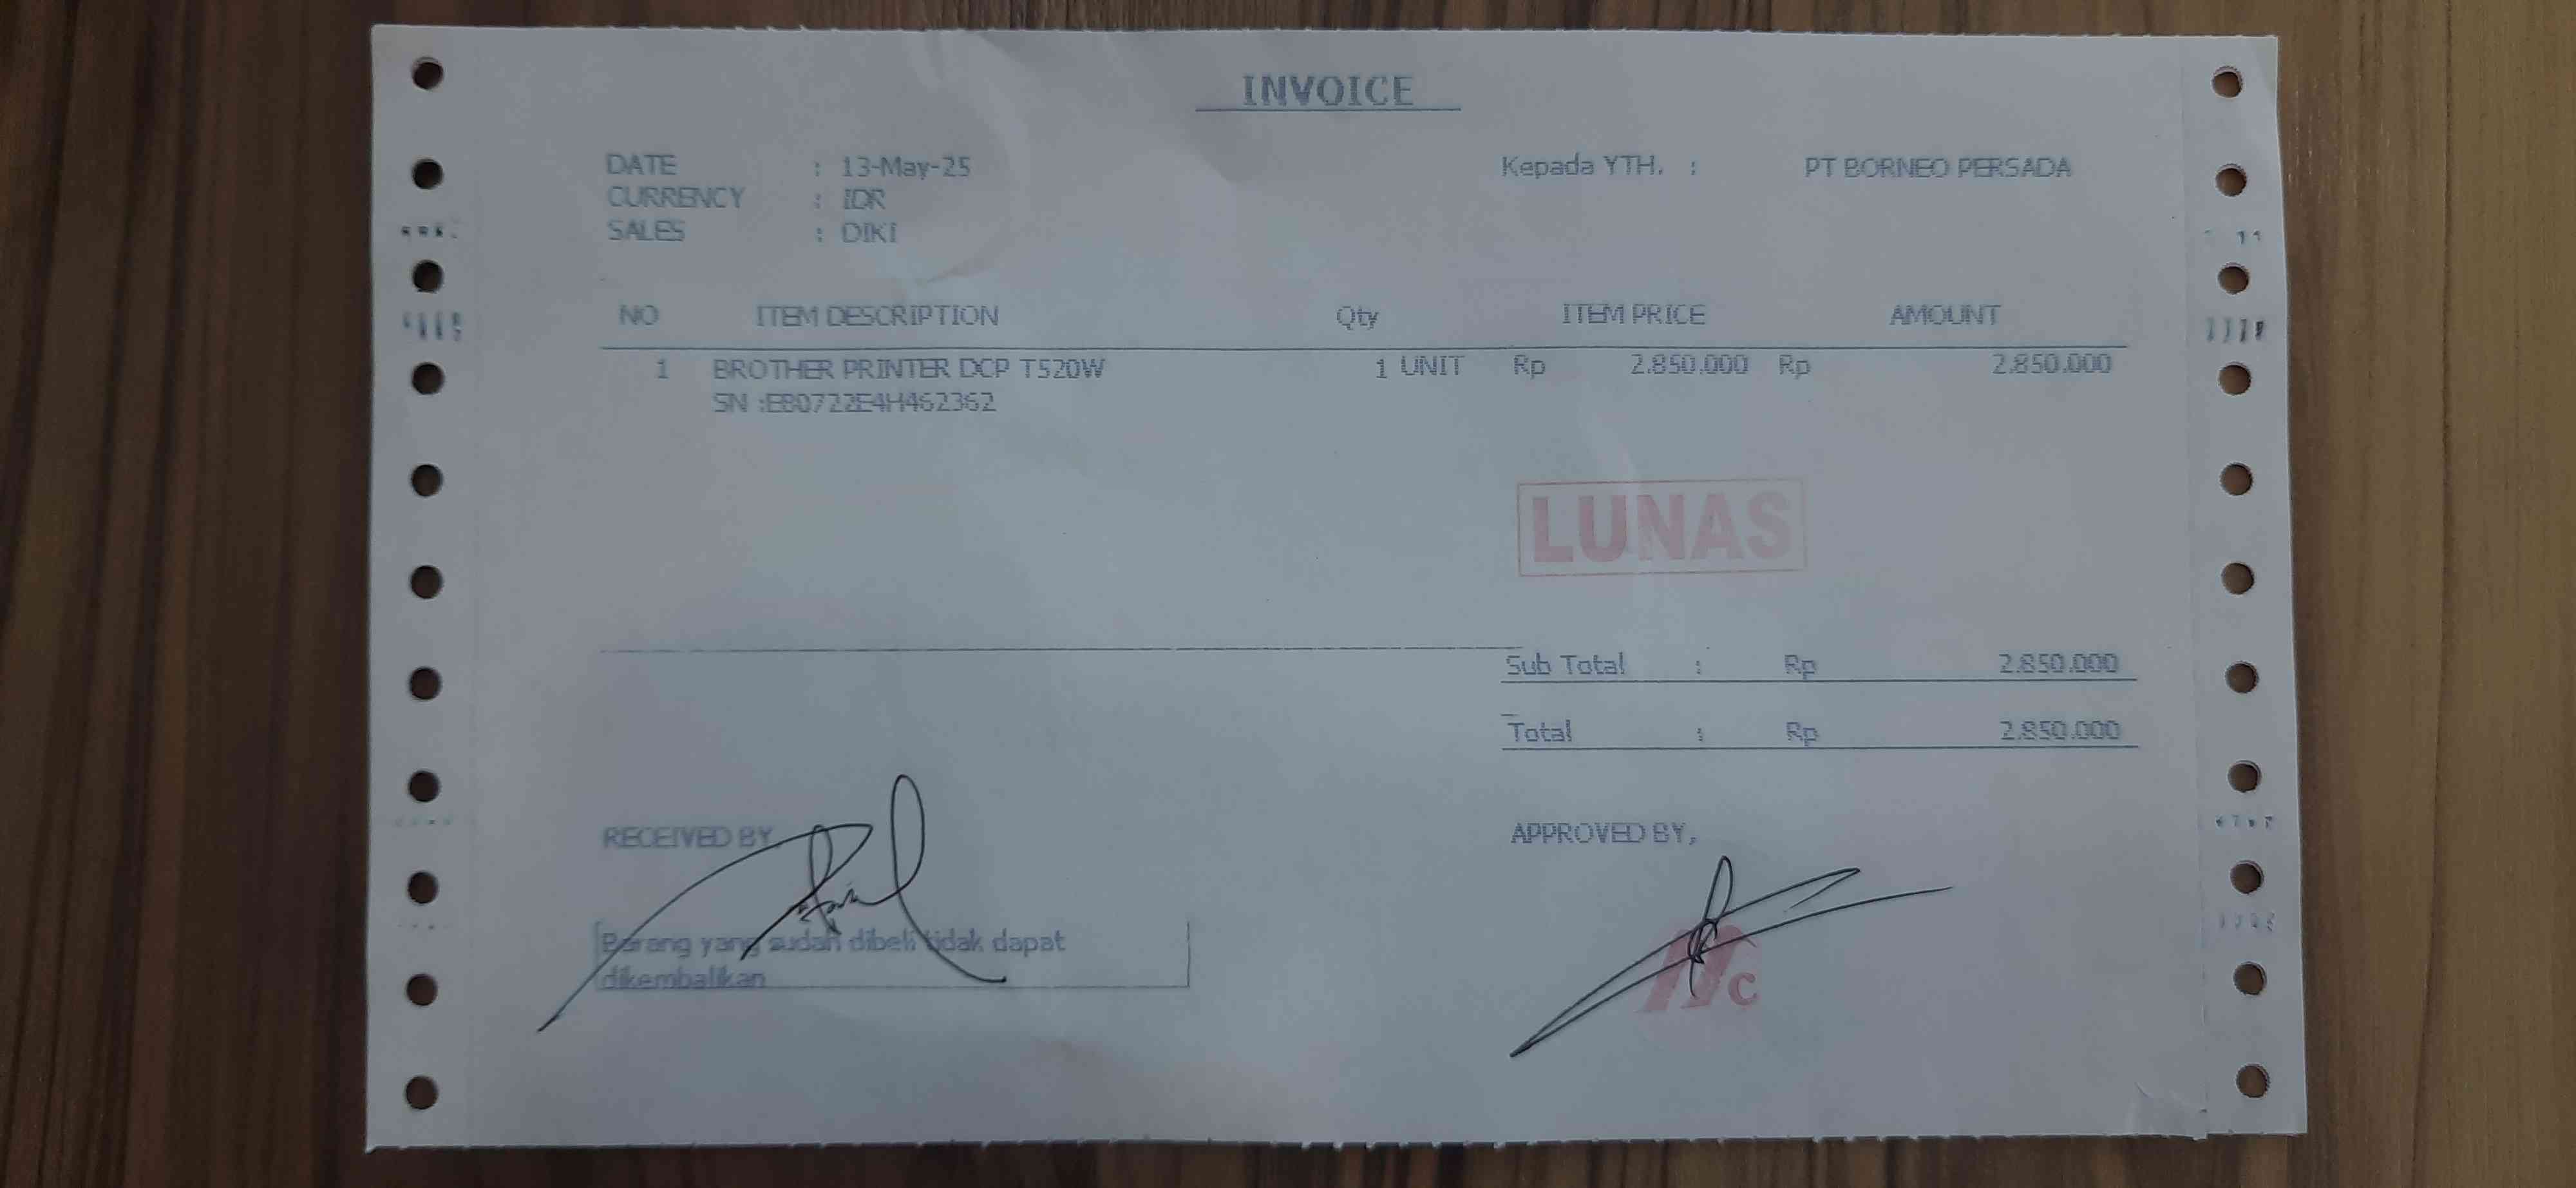 INVOICE
DATE : 13-May-25
CURRENCY : IDR
SALES : DIKI
Kepada YTH. : PT BORNEO PERSADA
NO ITEM DESCRIPTION Qty ITEM PRICE AMOUNT
1 BROTHER PRINTER DCP T520W 1 UNIT Rp 2.850.000 Rp 2.850.000
SN :E80722E4H462362
LUNAS
Sub Total : Rp 2.850.000
Total : Rp 2.850.000
RECEIVED BY
APPROVED BY,
Barang yang sudah dibeli tidak dapat
dikembalikan